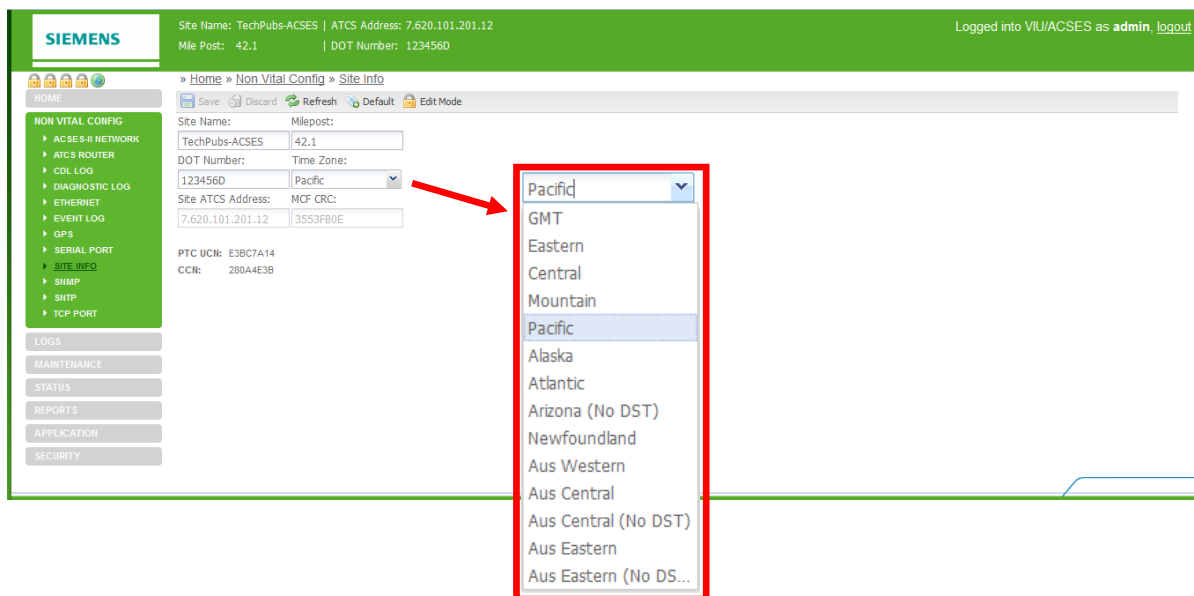 SIEMENS
Site Name: TechPubs-ACSES | ATCS Address: 7.620.101.201.12
Mile Post: 42.1 | DOT Number: 123456D
Logged into VIU/ACSES as admin, logout
» Home » Non Vital Config » Site Info
HOME
Save Discard Refresh Default Edit Mode
NON VITAL CONFIG
ACSES-II NETWORK
ATCS ROUTER
CDL LOG
DIAGNOSTIC LOG
ETHERNET
EVENT LOG
GPS
SERIAL PORT
SITE INFO
SNMP
SNTP
TCP PORT
LOGS
MAINTENANCE
STATUS
REPORTS
APPLICATION
SECURITY
Site Name: Milepost:
TechPubs-ACSES 42.1
DOT Number: Time Zone:
123456D Pacific
Site ATCS Address: MCF CRC:
7.620.101.201.12 3553FB0E
PTC UCN: E3BC7A14
CCN: 280A4E3B
Pacific
GMT
Eastern
Central
Mountain
Pacific
Alaska
Atlantic
Arizona (No DST)
Newfoundland
Aus Western
Aus Central
Aus Central (No DST)
Aus Eastern
Aus Eastern (No DS...